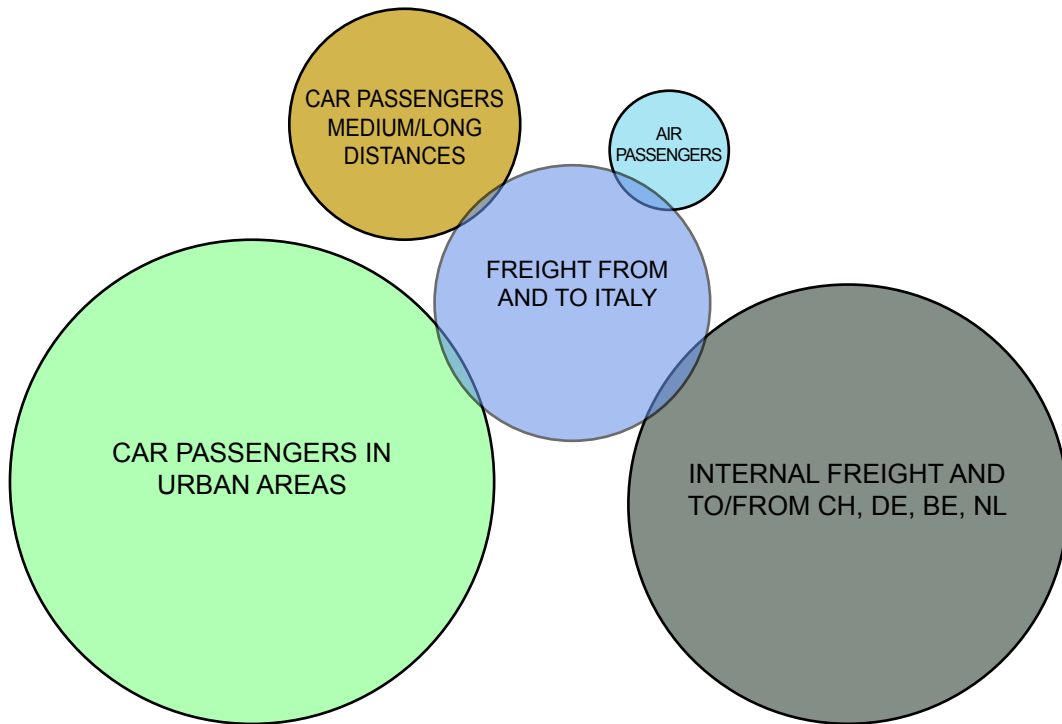 CAR PASSENGERS
MEDIUM/LONG
DISTANCES
AIR
PASSENGERS
FREIGHT FROM
AND TO ITALY
CAR PASSENGERS IN
URBAN AREAS
INTERNAL FREIGHT AND
TO/FROM CH, DE, BE, NL